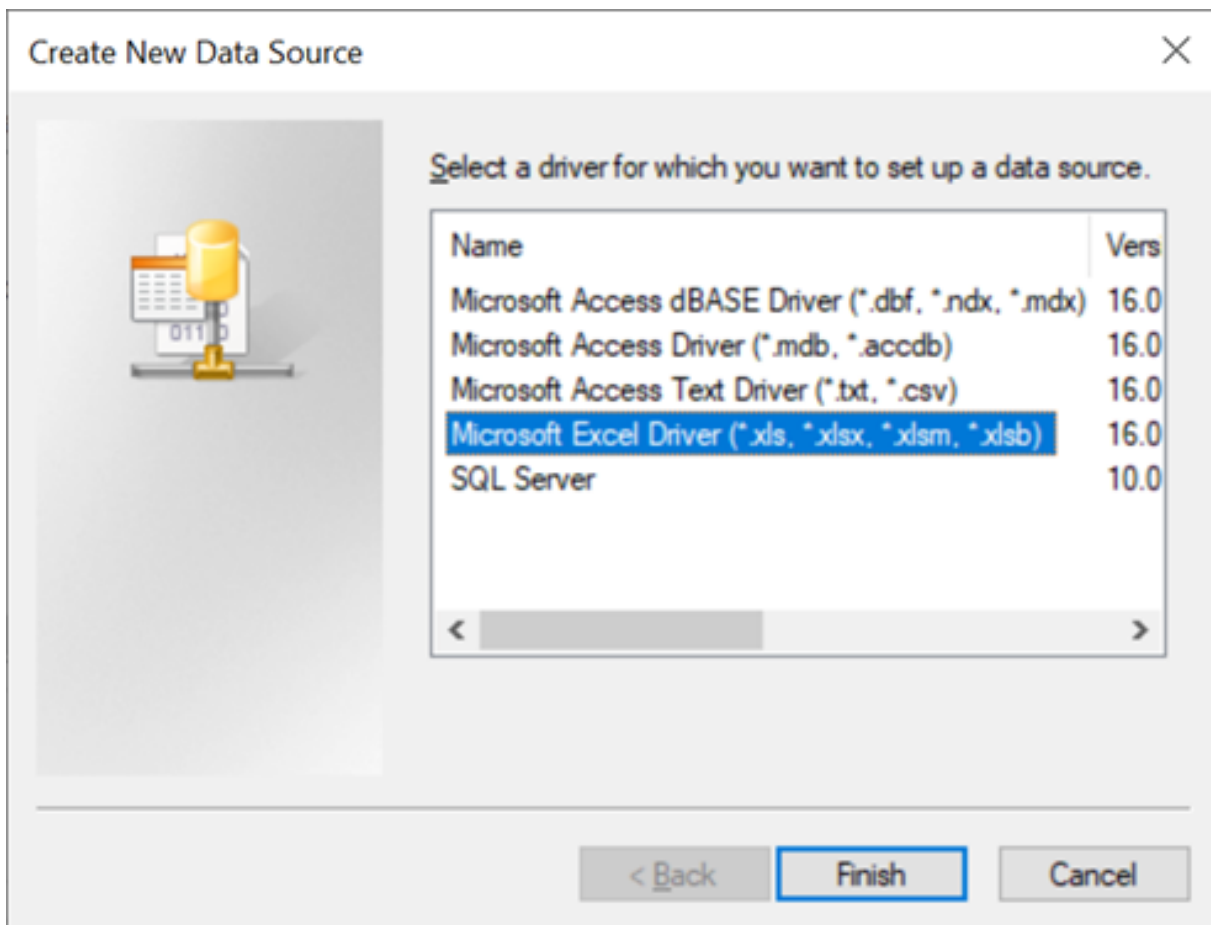 Create New Data Source
Select a driver for which you want to set up a data source.
Name Vers
Microsoft Access dBASE Driver (*.dbf, *.ndx, *.mdx) 16.0
Microsoft Access Driver (*.mdb, *.accdb) 16.0
Microsoft Access Text Driver (*.txt, *.csv) 16.0
Microsoft Excel Driver (*.xls, *.xlsx, *.xlsm, *.xlsb) 16.0
SQL Server 10.0
< Back Finish Cancel